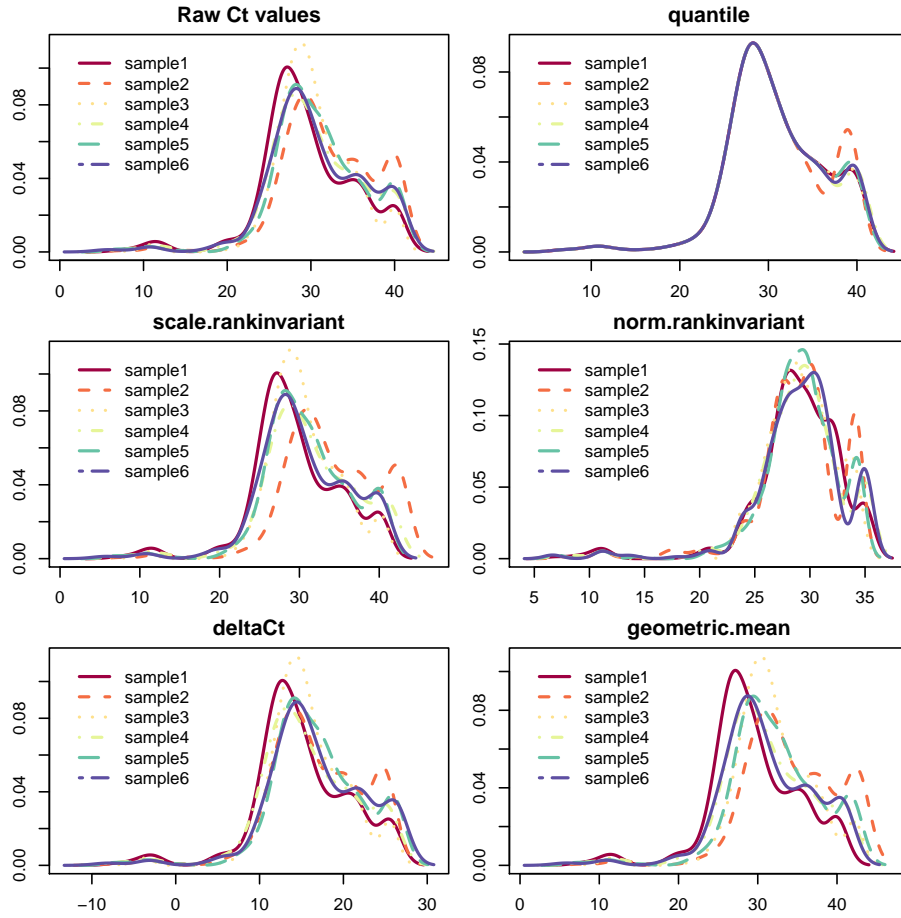 Raw Ct values
sample1
sample2
sample3
sample4
sample5
sample6
0.00
0.04
0.08
0
10
20
30
40
quantile
sample1
sample2
sample3
sample4
sample5
sample6
0.00
0.04
0.08
10
20
30
40
scale.rankinvariant
sample1
sample2
sample3
sample4
sample5
sample6
0.00
0.04
0.08
0
10
20
30
40
norm.rankinvariant
sample1
sample2
sample3
sample4
sample5
sample6
0.00
0.05
0.10
0.15
5
10
15
20
25
30
35
deltaCt
sample1
sample2
sample3
sample4
sample5
sample6
0.00
0.04
0.08
−10
0
10
20
30
geometric.mean
sample1
sample2
sample3
sample4
sample5
sample6
0.00
0.04
0.08
0
10
20
30
40